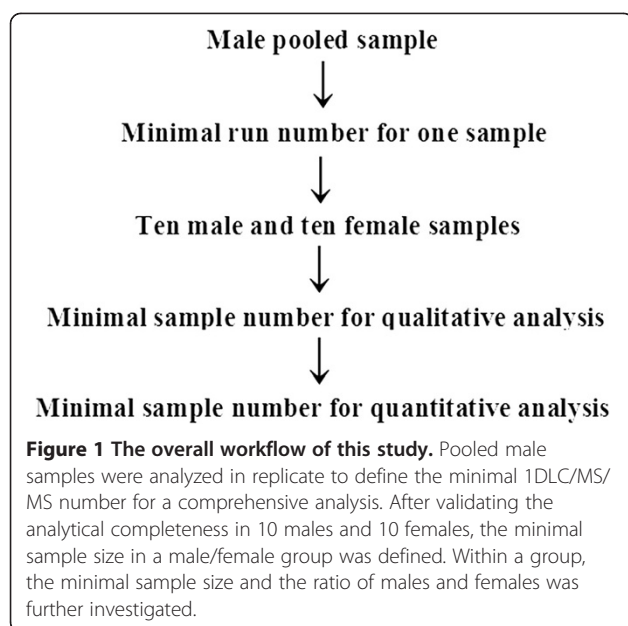 Male pooled sample
Minimal run number for one sample
Ten male and ten female samples
Minimal sample number for qualitative analysis
Minimal sample number for quantitative analysis
Figure 1 The overall workflow of this study. Pooled male
samples were analyzed in replicate to define the minimal 1DLC/MS/
MS number for a comprehensive analysis. After validating the
analytical completeness in 10 males and 10 females, the minimal
sample size in a male/female group was defined. Within a group,
the minimal sample size and the ratio of males and females was
further investigated.